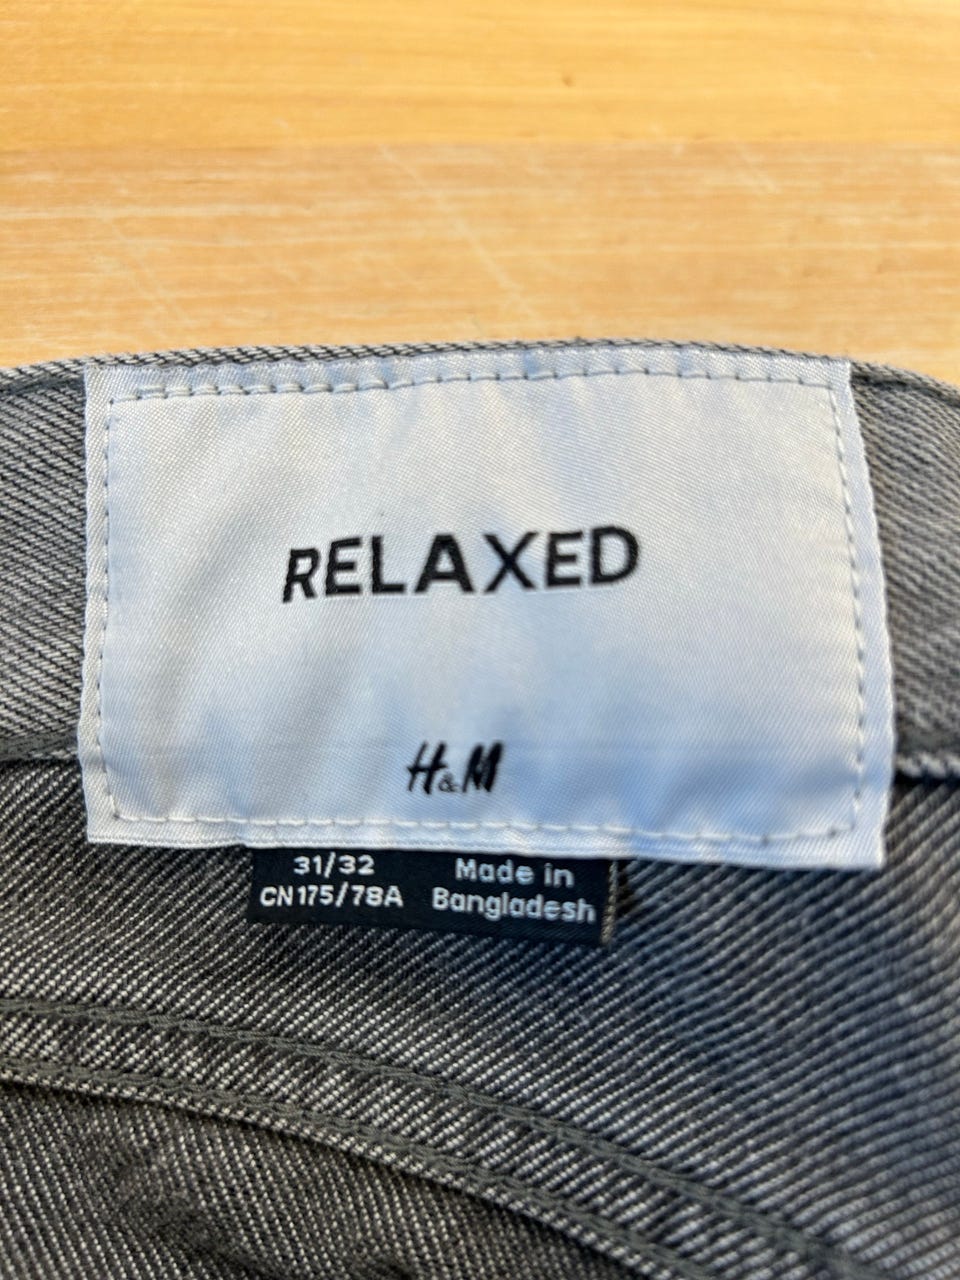 RELAXED
H&M
31/32
CN175/78A
Made in
Bangladesh